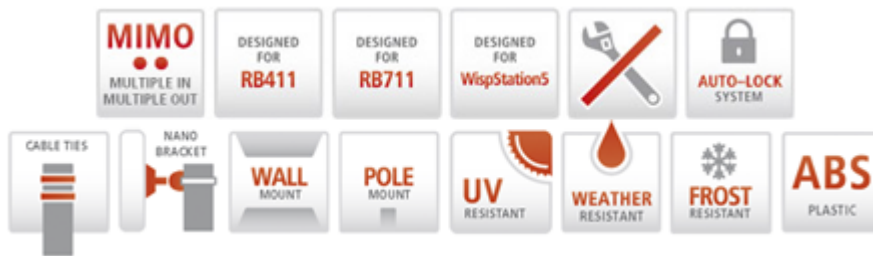 MIMO
MULTIPLE IN
MULTIPLE OUT
DESIGNED
FOR
RB411
DESIGNED
FOR
RB711
DESIGNED
FOR
WispStation5
AUTO-LOCK
SYSTEM
CABLE TIES
NANO
BRACKET
WALL
MOUNT
POLE
MOUNT
UV
RESISTANT
WEATHER
RESISTANT
FROST
RESISTANT
ABS
PLASTIC